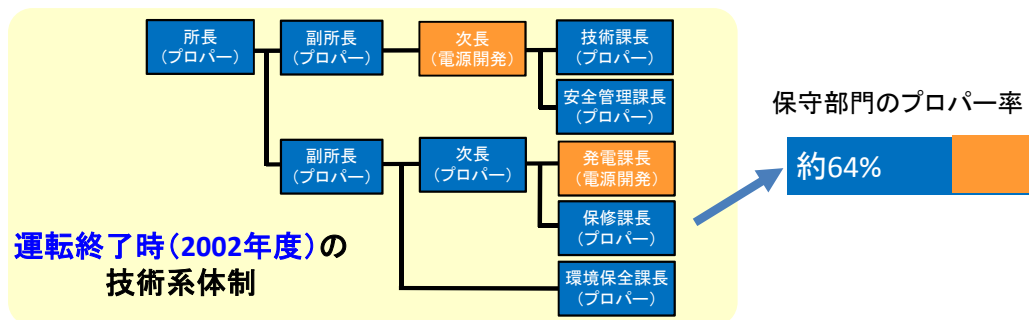 所長
(プロパー)
副所長
(プロパー)
次長
(電源開発)
技術課長
(プロパー)
安全管理課長
(プロパー)
副所長
(プロパー)
次長
(プロパー)
発電課長
(電源開発)
保修課長
(プロパー)
環境保全課長
(プロパー)
運転終了時(2002年度)の
技術系体制
保守部門のプロパー率
約64%